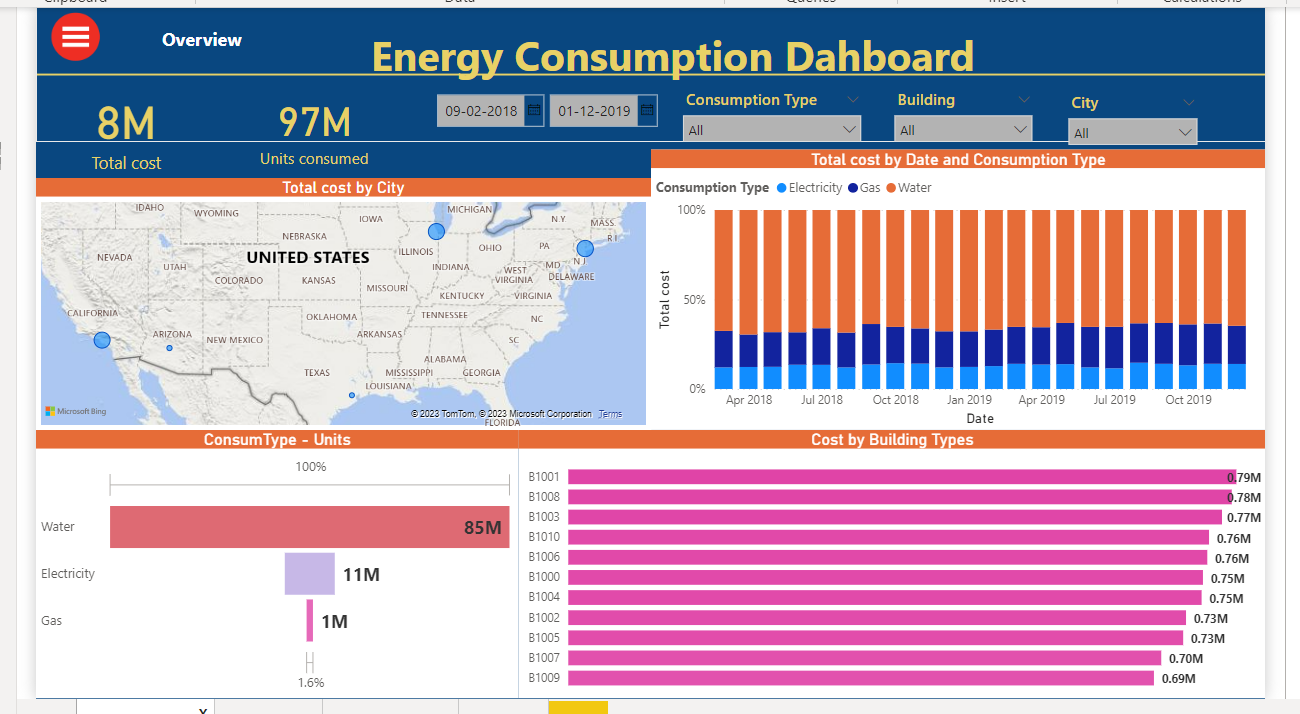 Clipboard
Data
Queries
Insert
Calculations
Overview
Energy Consumption Dahboard
8M
Total cost
97M
Units consumed
09-02-2018
01-12-2019
Consumption Type
All
Building
All
City
All
Total cost by City
IDAHO
WYOMING
IOWA
MICHIGAN
N.Y
MASS
R I
NEBRASKA
NEVADA
UTAH
UNITED STATES
ILLINOIS
OHIO
PA
N J
COLORADO
KANSAS
MISSOURI
INDIANA
WEST
VIRGINIA
MD
DELAWARE
KENTUCKY
VIRGINIA
CALIFORNIA
ARIZONA
NEW MEXICO
OKLAHOMA
ARKANSAS
TENNESSEE
NC
SC
TEXAS
LOUISIANA
MISSISSIPPI
ALABAMA
GEORGIA
FLORIDA
Microsoft Bing
© 2023 TomTom, © 2023 Microsoft Corporation Terms
Total cost by Date and Consumption Type
Consumption Type Electricity Gas Water
Total cost
100%
50%
0%
Apr 2018 Jul 2018 Oct 2018 Jan 2019 Apr 2019 Jul 2019 Oct 2019
Date
ConsumType - Units
100%
Water 85M
Electricity 11M
Gas 1M
1.6%
Cost by Building Types
B1001 0.79M
B1008 0.78M
B1003 0.77M
B1010 0.76M
B1006 0.76M
B1000 0.75M
B1004 0.75M
B1002 0.73M
B1005 0.73M
B1007 0.70M
B1009 0.69M
x